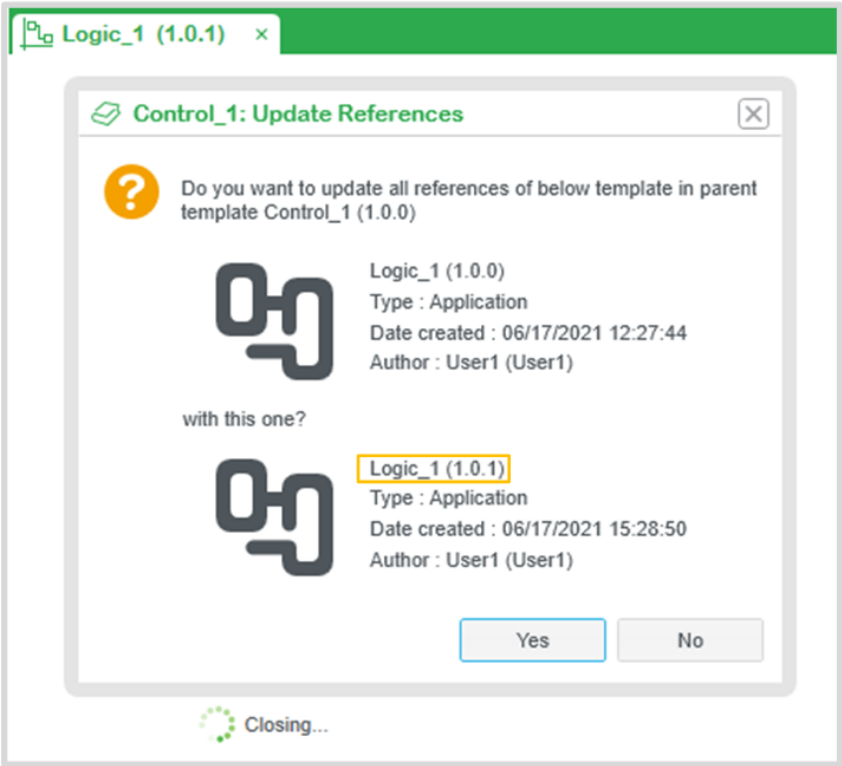 Logic_1 (1.0.1) ×
Control_1: Update References
Do you want to update all references of below template in parent
template Control_1 (1.0.0)
Logic_1 (1.0.0)
Type : Application
Date created : 06/17/2021 12:27:44
Author : User1 (User1)
with this one?
Logic_1 (1.0.1)
Type : Application
Date created : 06/17/2021 15:28:50
Author : User1 (User1)
Yes No
Closing...